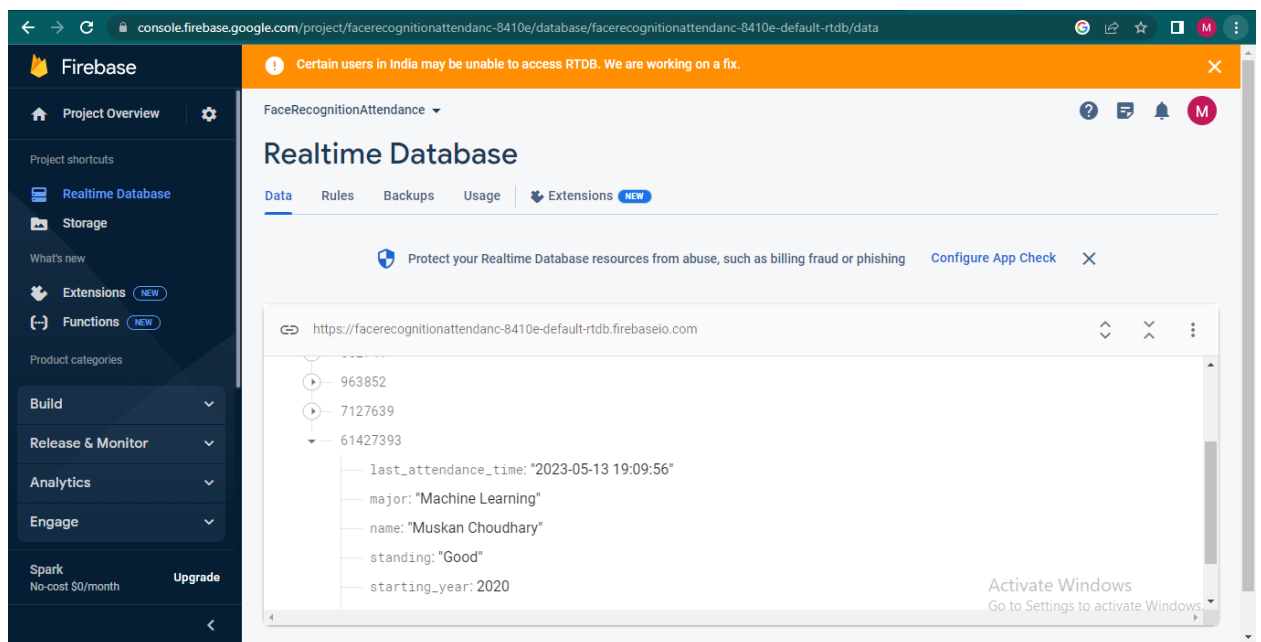 console.firebase.google.com/project/facerecognitionattendanc-8410e/database/facerecognitionattendanc-8410e-default-rtdb/data
M
Firebase
Certain users in India may be unable to access RTDB. We are working on a fix.
Project Overview
FaceRecognitionAttendance
M
Realtime Database
Project shortcuts
Realtime Database
Storage
Data Rules Backups Usage Extensions NEW
What's new
Extensions NEW
Functions NEW
Protect your Realtime Database resources from abuse, such as billing fraud or phishing Configure App Check
Product categories
Build
Release & Monitor
Analytics
Engage
https://facerecognitionattendanc-8410e-default-rtdb.firebaseio.com
963852
7127639
61427393
last_attendance_time: "2023-05-13 19:09:56"
major: "Machine Learning"
name: "Muskan Choudhary"
standing: "Good"
starting_year: 2020
Spark
No-cost $0/month
Upgrade
Activate Windows
Go to Settings to activate Windows.